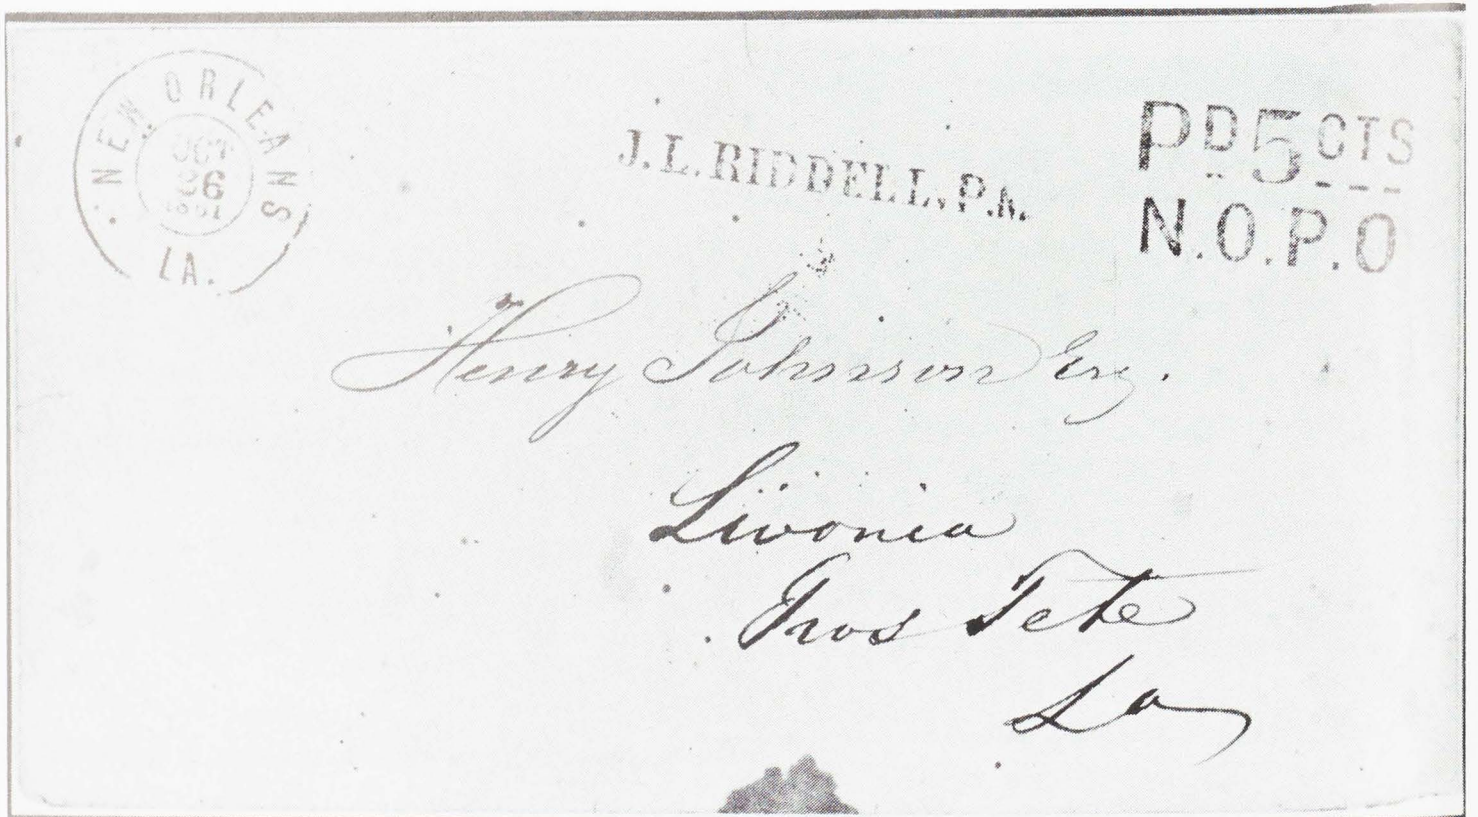 NEW ORLEANS
OCT
26
1861
LA.
J. L. RIDDELL. P.M.
PD 5 CTS
N.O.P.O
Henry Johnson Esq.
Livonia
Gros Tete
La